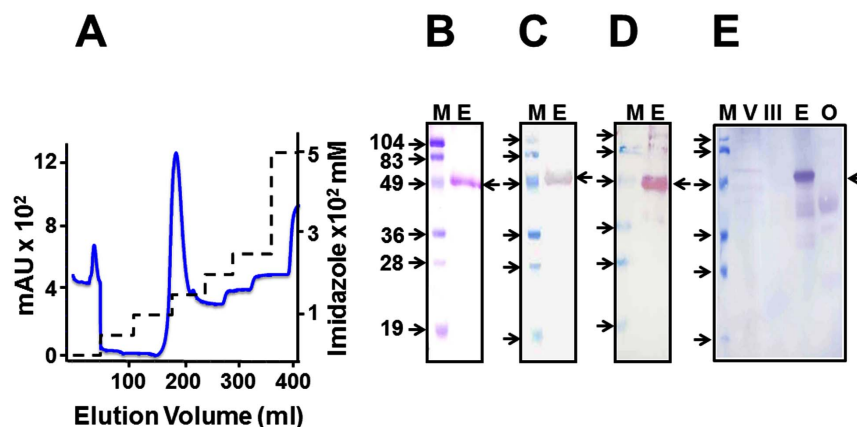 A B C D E
M E M E M E M V III E O
mAU x 10²
12
8
4
0
100 200 300 400
Elution Volume (ml)
5
3
1
Imidazole x10² mM
104
83
49
36
28
19